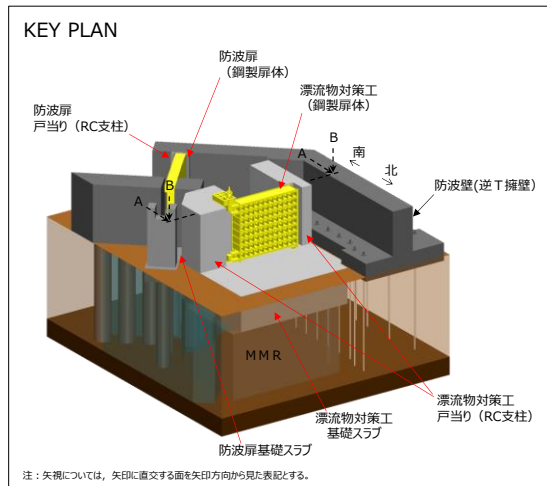 KEY PLAN
防波扉
（鋼製扉体）
漂流物対策工
（鋼製扉体）
防波扉
戸当り（RC支柱）
B
A
南
北
B
A
防波壁(逆Ｔ擁壁)
MMR
漂流物対策工
戸当り（RC支柱）
漂流物対策工
基礎スラブ
防波扉基礎スラブ
注：矢視については，矢印に直交する面を矢印方向から見た表記とする。